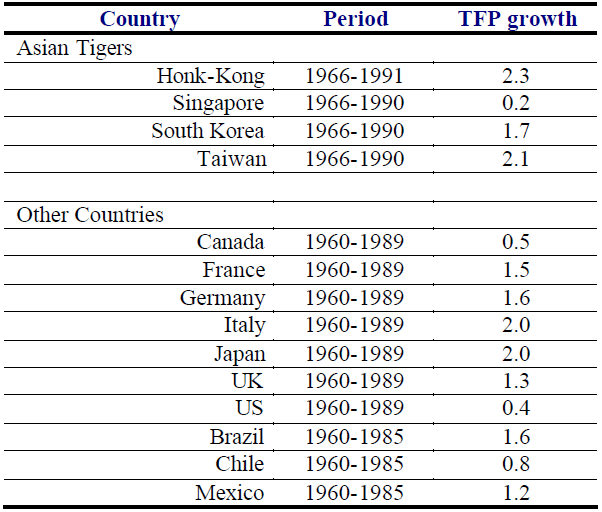 Country Period TFP growth
Asian Tigers
Honk-Kong 1966-1991 2.3
Singapore 1966-1990 0.2
South Korea 1966-1990 1.7
Taiwan 1966-1990 2.1
Other Countries
Canada 1960-1989 0.5
France 1960-1989 1.5
Germany 1960-1989 1.6
Italy 1960-1989 2.0
Japan 1960-1989 2.0
UK 1960-1989 1.3
US 1960-1989 0.4
Brazil 1960-1985 1.6
Chile 1960-1985 0.8
Mexico 1960-1985 1.2